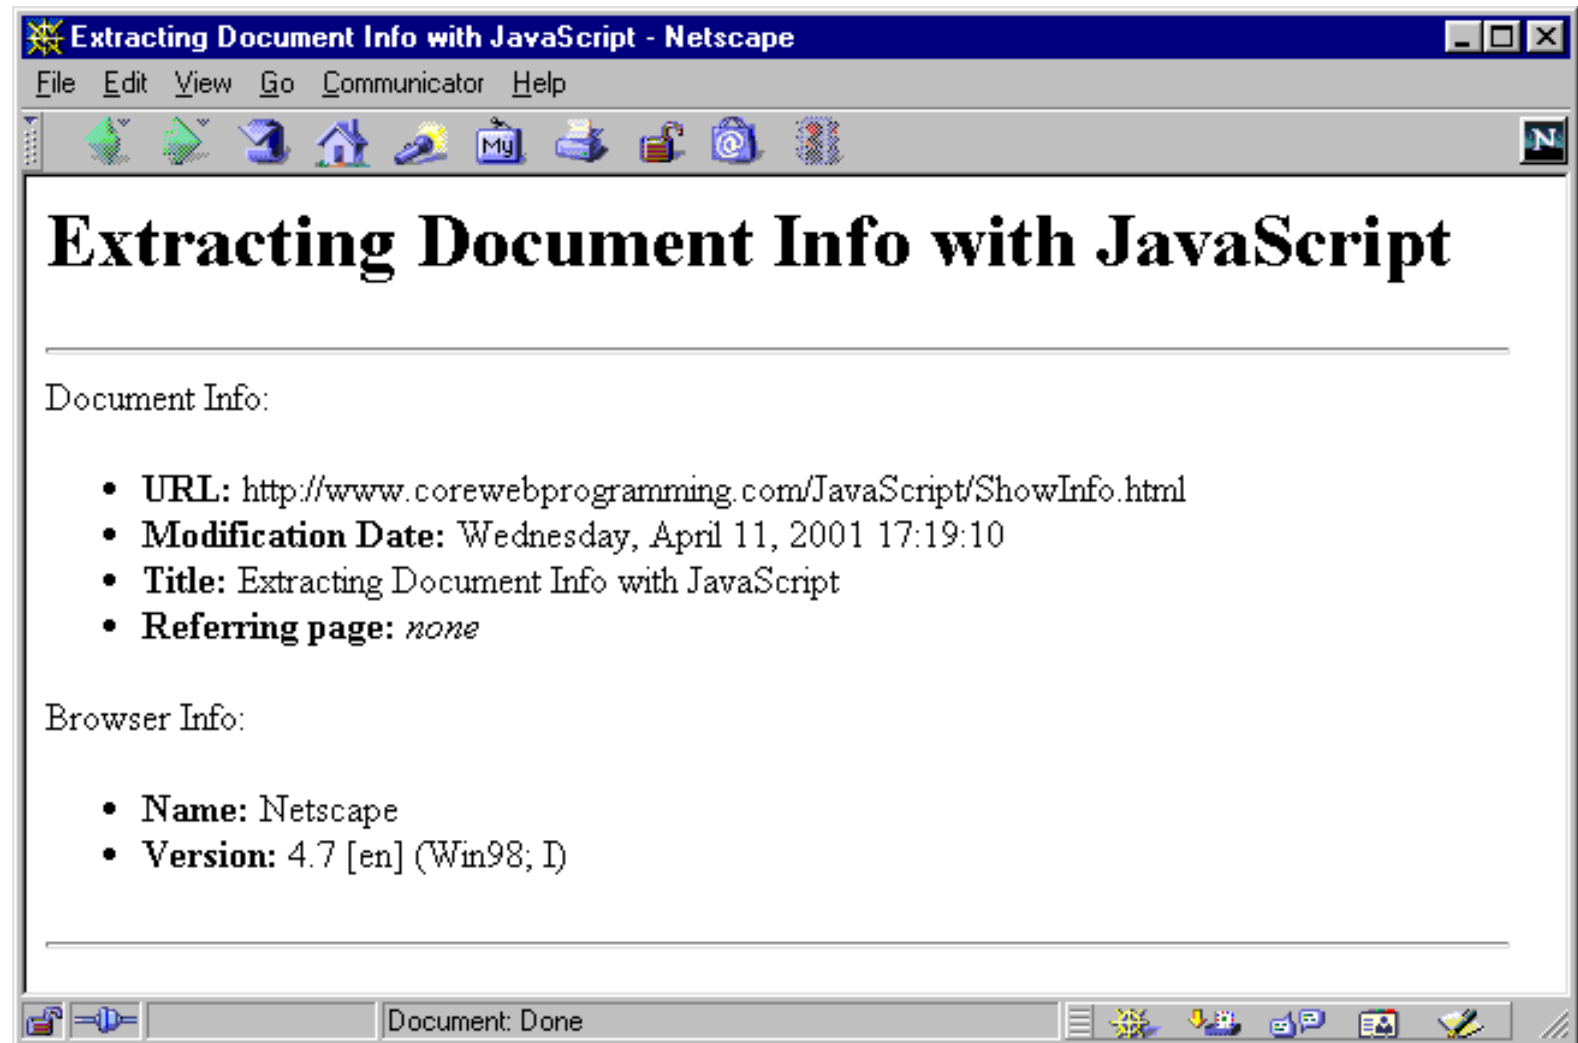 Extracting Document Info with JavaScript - Netscape
File Edit View Go Communicator Help
My
@
N
Extracting Document Info with JavaScript
Document Info:
• URL: http://www.corewebprogramming.com/JavaScript/ShowInfo.html
• Modification Date: Wednesday, April 11, 2001 17:19:10
• Title: Extracting Document Info with JavaScript
• Referring page: none
Browser Info:
• Name: Netscape
• Version: 4.7 [en] (Win98; I)
Document: Done